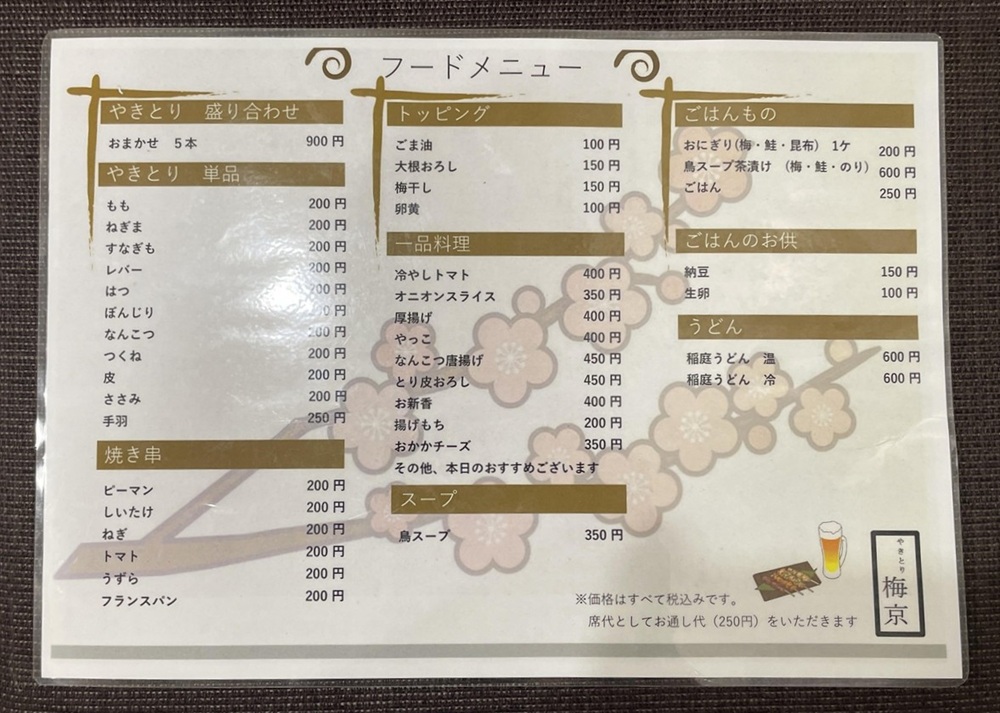 フードメニュー
やきとり 盛り合わせ
おまかせ 5本 900円
やきとり 単品
もも 200円
ねぎま 200円
すなぎも 200円
レバー 200円
はつ 200円
ぼんじり 200円
なんこつ 200円
つくね 200円
皮 200円
ささみ 200円
手羽 250円
焼き串
ピーマン 200円
しいたけ 200円
ねぎ 200円
トマト 200円
うずら 200円
フランスパン 200円
トッピング
ごま油 100円
大根おろし 150円
梅干し 150円
卵黄 100円
一品料理
冷やしトマト 400円
オニオンスライス 350円
厚揚げ 400円
やっこ 400円
なんこつ唐揚げ 450円
とり皮おろし 450円
お新香 400円
揚げもち 200円
おかかチーズ 350円
その他、本日のおすすめございます
スープ
鳥スープ 350円
ごはんもの
おにぎり(梅・鮭・昆布) 1ケ 200円
鳥スープ茶漬け (梅・鮭・のり) 600円
ごはん 250円
ごはんのお供
納豆 150円
生卵 100円
うどん
稲庭うどん 温 600円
稲庭うどん 冷 600円
※価格はすべて税込みです。
席代としてお通し代(250円)をいただきます
やきとり
梅京